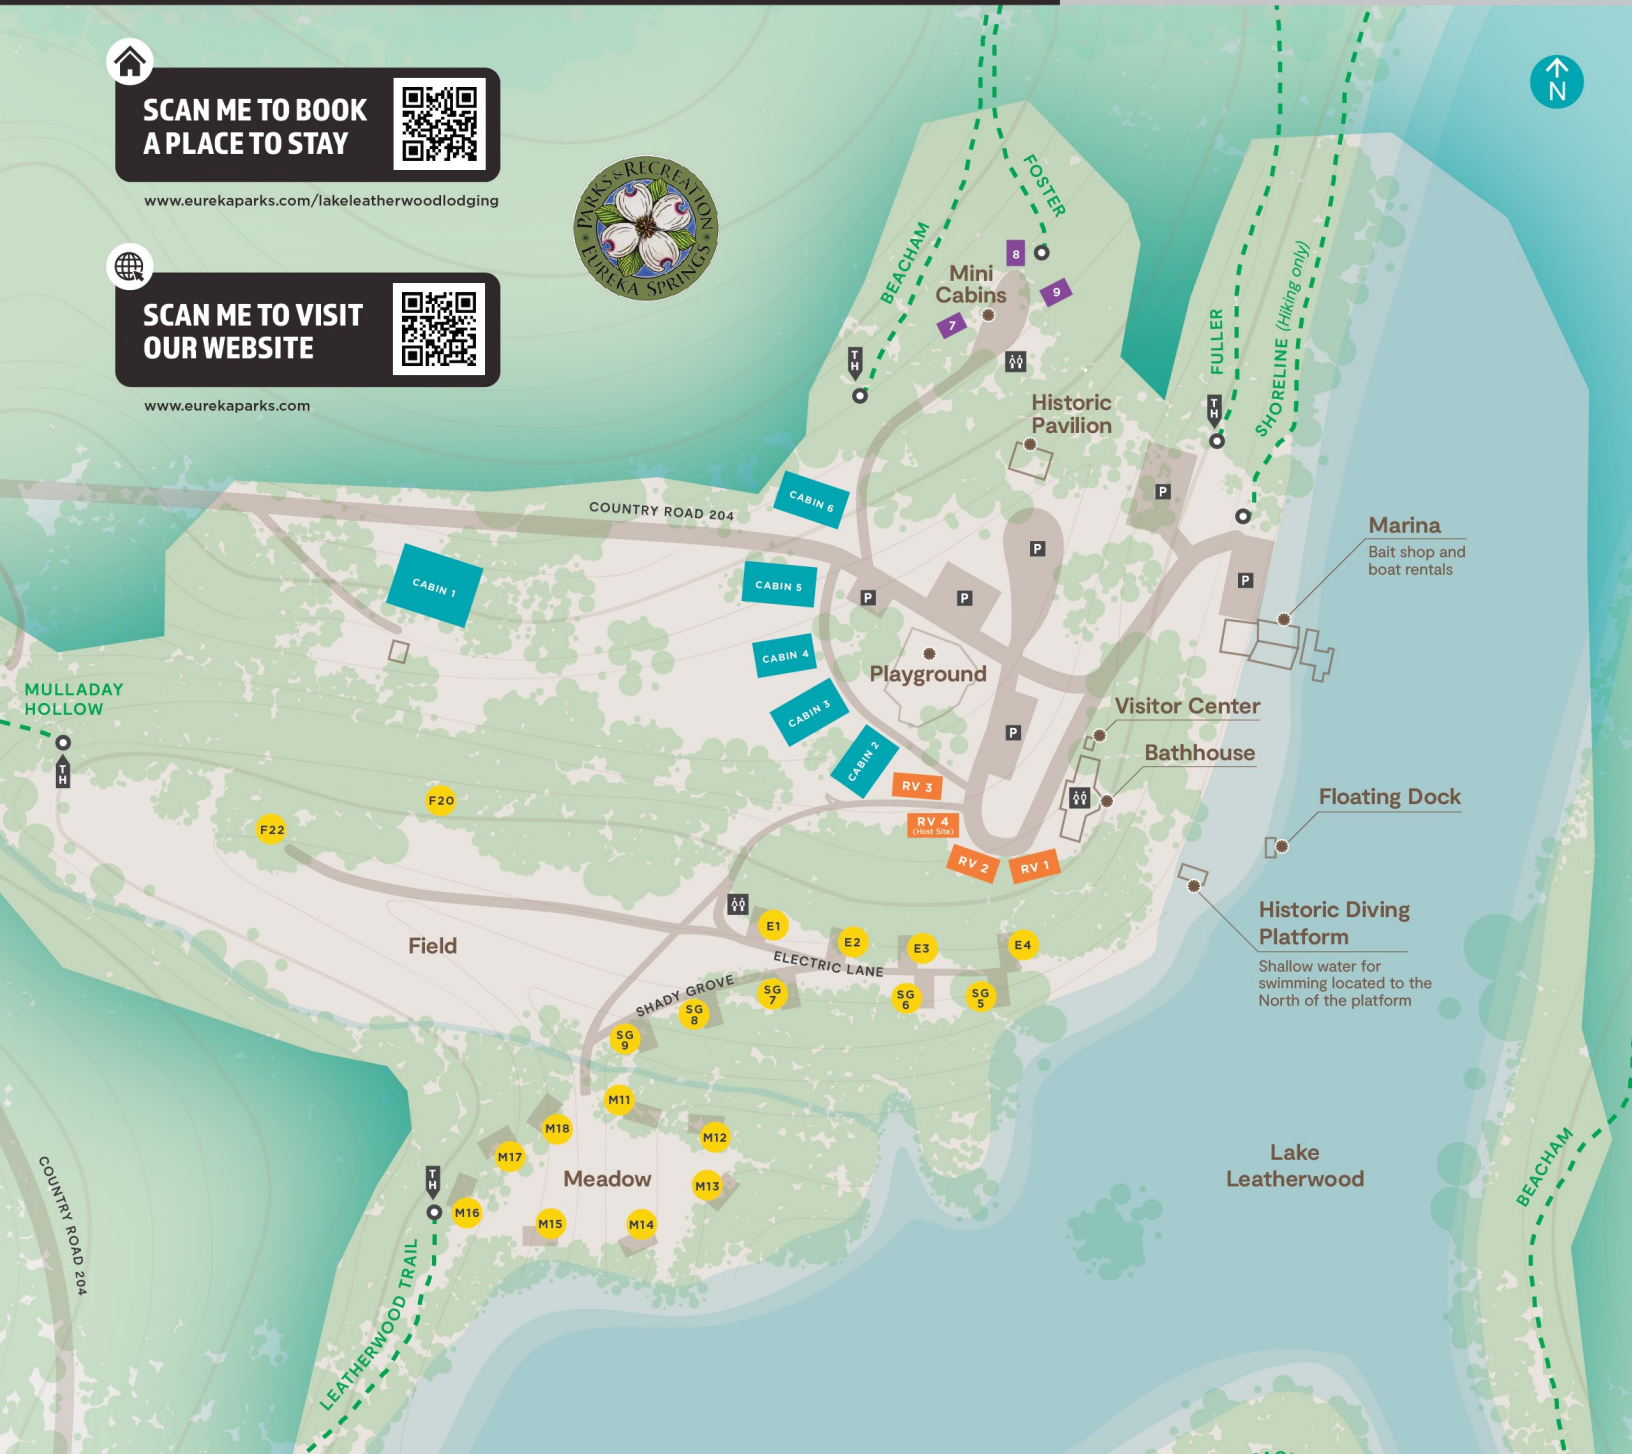 SCAN ME TO BOOK
A PLACE TO STAY
www.eurekaparks.com/lakeleatherwoodlodging
SCAN ME TO VISIT
OUR WEBSITE
www.eurekaparks.com
PARKS & RECREATION
EUREKA SPRINGS
N
BEACHAM
FOSTER
FULLER
SHORELINE (Hiking only)
8
Mini
Cabins
9
7
TH
TH
Historic
Pavilion
P
CABIN 6
COUNTRY ROAD 204
Marina
Bait shop and
boat rentals
P
P
CABIN 1
CABIN 5
P
P
CABIN 4
Playground
MULLADAY
HOLLOW
TH
CABIN 3
Visitor Center
P
Bathhouse
CABIN 2
RV 3
F20
F22
RV 4
(Host Site)
RV 2
RV 1
Floating Dock
Historic Diving
Platform
Shallow water for
swimming located to the
North of the platform
Field
E1
E2
E3
E4
ELECTRIC LANE
SHADY GROVE
SG
7
SG
6
SG
5
SG
8
SG
9
M11
M18
M12
M17
Meadow
M13
M16
M15
M14
TH
LEATHERWOOD TRAIL
COUNTRY ROAD 204
Lake
Leatherwood
BEACHAM